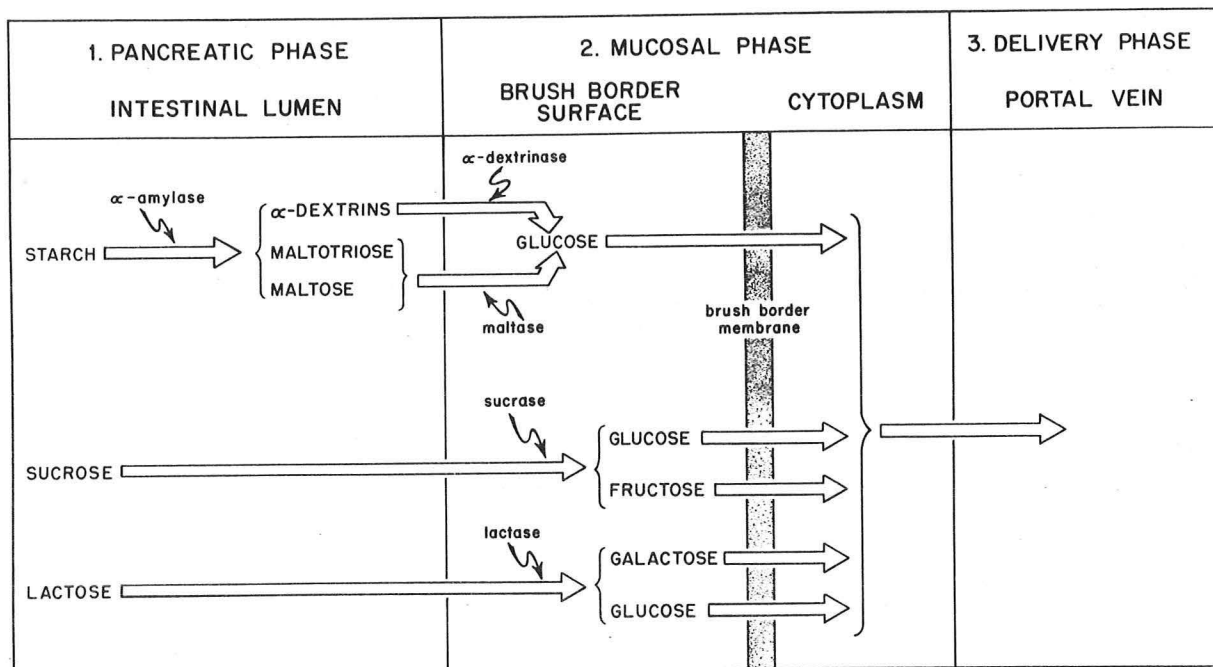 1. PANCREATIC PHASE
INTESTINAL LUMEN
2. MUCOSAL PHASE
BRUSH BORDER
SURFACE
CYTOPLASM
3. DELIVERY PHASE
PORTAL VEIN
α-dextrinase
α-amylase
α-DEXTRINS
STARCH
MALTOTRIOSE
MALTOSE
GLUCOSE
maltase
brush border
membrane
sucrase
SUCROSE
GLUCOSE
FRUCTOSE
lactase
LACTOSE
GALACTOSE
GLUCOSE